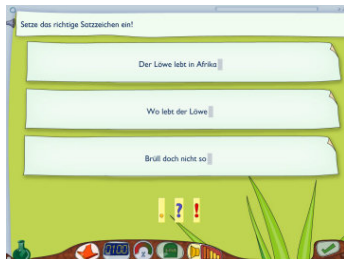 Setze das richtige Satzzeichen ein!
Der Löwe lebt in Afrika
Wo lebt der Löwe
Brüll doch nicht so
. ? !